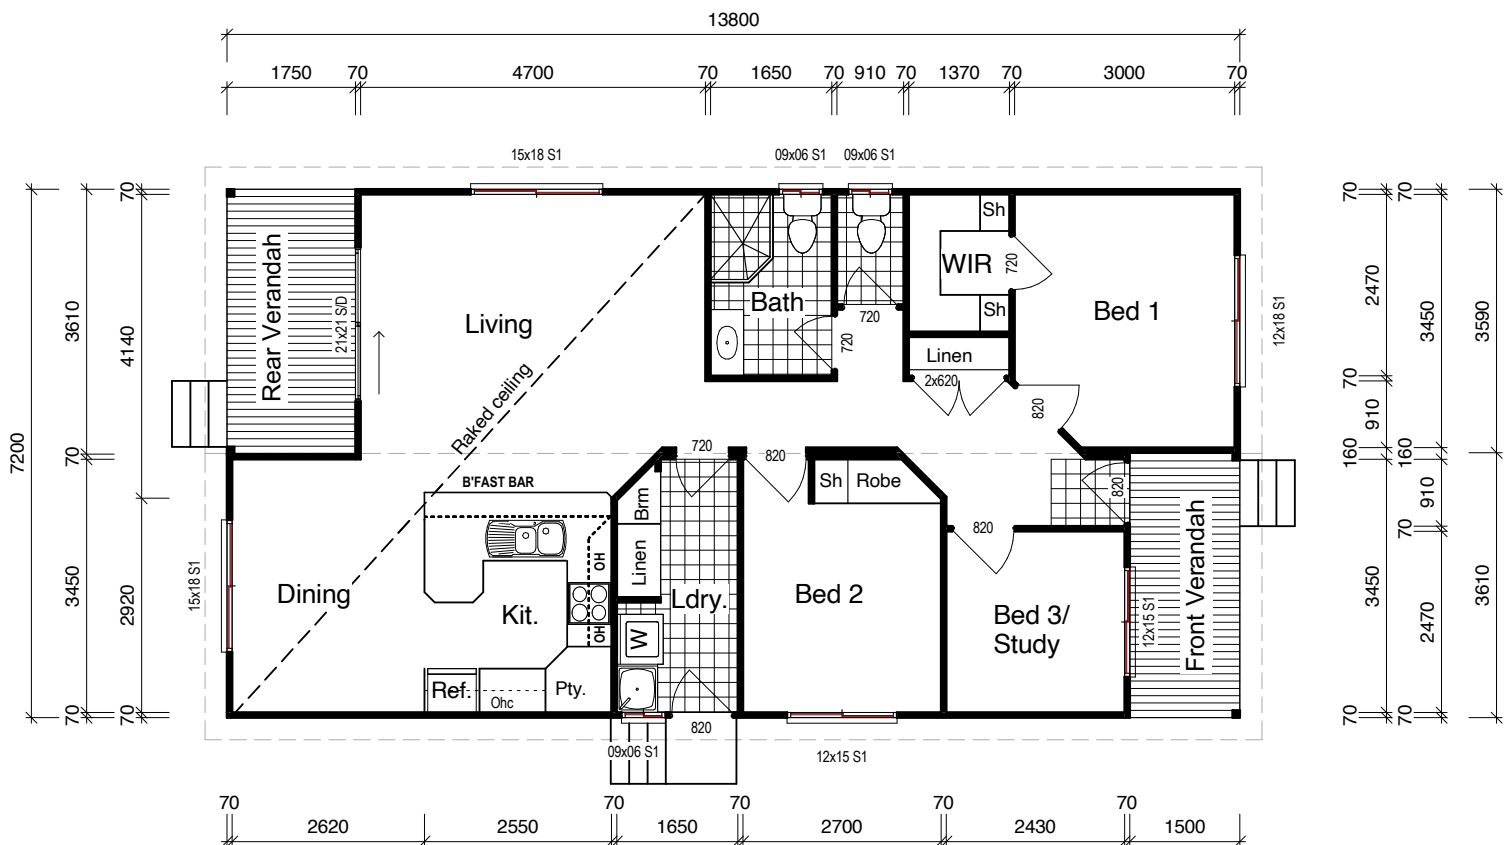 13800
1750 70 4700 70 1650 70 910 70 1370 70 3000 70
15x18 S1 09x06 S1 09x06 S1
70 3610 70 3450 70
7200
70 4140 2920 70
Rear Verandah
21x21 S/D
Living
Raked ceiling
Bath
720
720
WIR
Sh
Sh
720
Linen
2x620
Bed 1
820
12x18 S1
70 2470 70 910 160 3450 70
70 3450 160 910 70 2470 70
3590 3610
15x18 S1
Dining
B'FAST BAR
OH
OH
Kit.
Ref.
Ohc
Pty.
Brm
Linen
W
Ldry.
720
820
820
Sh Robe
Bed 2
820
Bed 3/
Study
820
12x15 S1
Front Verandah
09x06 S1
12x15 S1
70 2620 2550 70 1650 70 2700 70 2430 70 1500